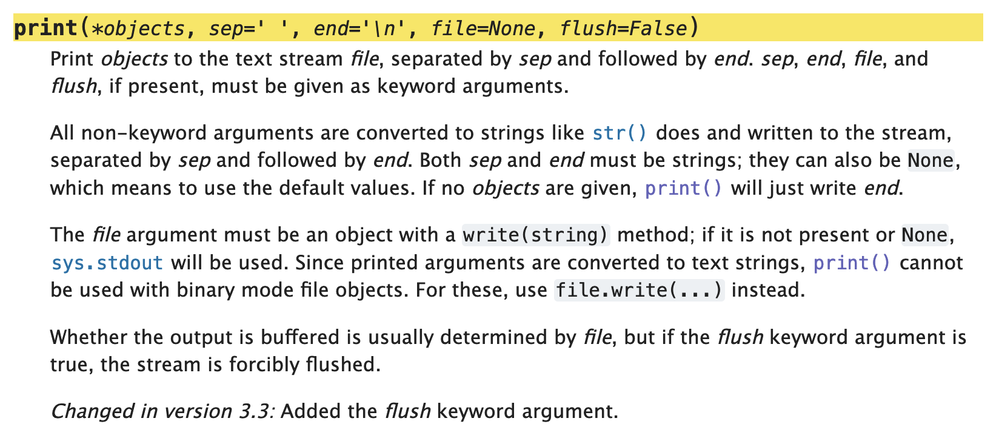 print(*objects, sep=' ', end='\n', file=None, flush=False)
Print objects to the text stream file, separated by sep and followed by end. sep, end, file, and
flush, if present, must be given as keyword arguments.
All non-keyword arguments are converted to strings like str() does and written to the stream,
separated by sep and followed by end. Both sep and end must be strings; they can also be None,
which means to use the default values. If no objects are given, print() will just write end.
The file argument must be an object with a write(string) method; if it is not present or None,
sys.stdout will be used. Since printed arguments are converted to text strings, print() cannot
be used with binary mode file objects. For these, use file.write(...) instead.
Whether the output is buffered is usually determined by file, but if the flush keyword argument is
true, the stream is forcibly flushed.
Changed in version 3.3: Added the flush keyword argument.